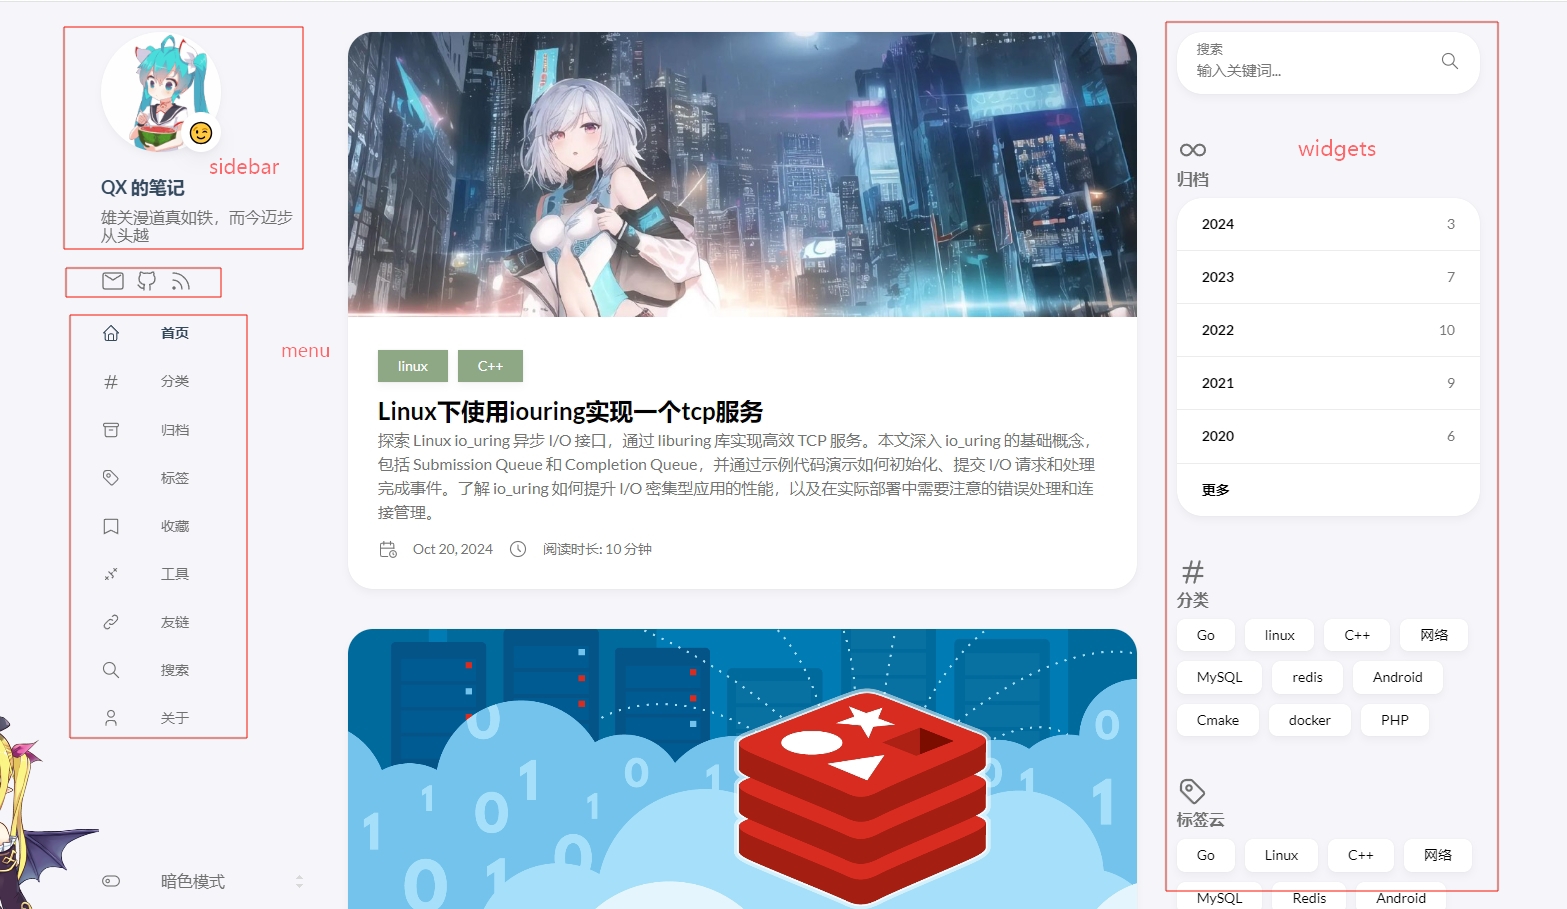 sidebar
QX 的笔记
雄关漫道真如铁，而今迈步
从头越
menu
首页
分类
归档
标签
收藏
工具
友链
搜索
关于
暗色模式
linux
C++
Linux下使用iouring实现一个tcp服务
探索 Linux io_uring 异步 I/O 接口，通过 liburing 库实现高效 TCP 服务。本文深入 io_uring 的基础概念，
包括 Submission Queue 和 Completion Queue，并通过示例代码演示如何初始化、提交 I/O 请求和处理
完成事件。了解 io_uring 如何提升 I/O 密集型应用的性能，以及在实际部署中需要注意的错误处理和连
接管理。
Oct 20, 2024 阅读时长: 10 分钟
搜索
输入关键词...
widgets
归档
2024 3
2023 7
2022 10
2021 9
2020 6
更多
分类
Go linux C++ 网络
MySQL redis Android
Cmake docker PHP
标签云
Go Linux C++ 网络
MySQL Redis Android